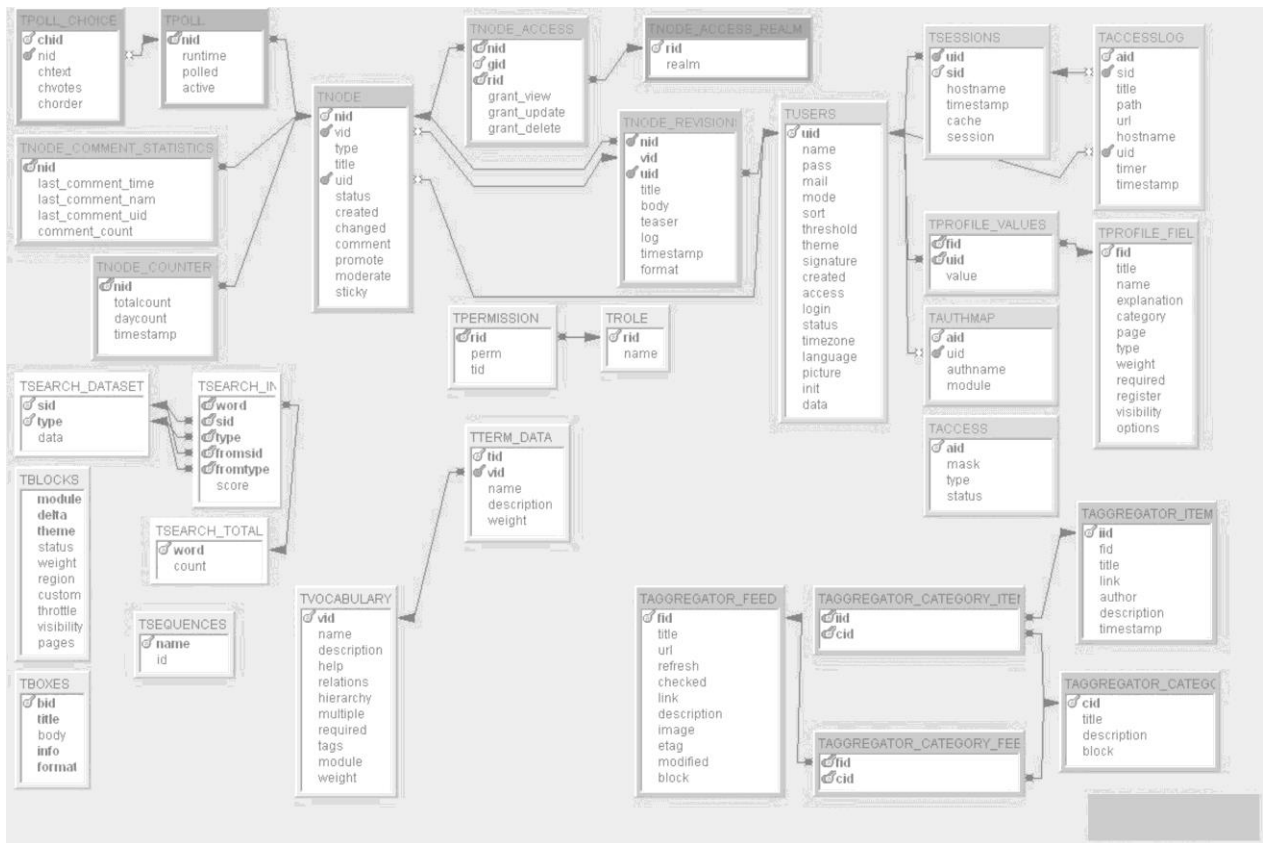 TPOLL_CHOICE
chid
nid
chtext
chvotes
chorder
TPOLL
nid
runtime
polled
active
TNODE_ACCESS
nid
gid
rid
grant_view
grant_update
grant_delete
TNODE_ACCESS_REALM
rid
realm
TSESSIONS
uid
sid
hostname
timestamp
cache
session
TACCESSLOG
aid
sid
title
path
url
hostname
uid
timer
timestamp
TNODE
nid
vid
type
title
uid
status
created
changed
comment
promote
moderate
sticky
TNODE_REVISION
nid
vid
uid
title
body
teaser
log
timestamp
format
TUSERS
uid
name
pass
mail
mode
sort
threshold
theme
signature
created
access
login
status
timezone
language
picture
init
data
TNODE_COMMENT_STATISTICS
nid
last_comment_time
last_comment_nam
last_comment_uid
comment_count
TNODE_COUNTER
nid
totalcount
daycount
timestamp
TPROFILE_VALUES
fid
uid
value
TPROFILE_FIEL
fid
title
name
explanation
category
page
type
weight
required
register
visibility
options
TPERMISSION
rid
perm
tid
TROLE
rid
name
TAUTHMAP
aid
uid
authname
module
TACCESS
aid
mask
type
status
TSEARCH_DATASET
sid
type
data
TSEARCH_IN
word
sid
type
fromsid
fromtype
score
TTERM_DATA
tid
vid
name
description
weight
TBLOCKS
module
delta
theme
status
weight
region
custom
throttle
visibility
pages
TSEARCH_TOTAL
word
count
TSEQUENCES
name
id
TBOXES
bid
title
body
info
format
TVOCABULARY
vid
name
description
help
relations
hierarchy
multiple
required
tags
module
weight
TAGGREGATOR_FEED
fid
title
url
refresh
checked
link
description
image
etag
modified
block
TAGGREGATOR_CATEGORY_ITEM
iid
cid
TAGGREGATOR_ITEM
iid
fid
title
link
author
description
timestamp
TAGGREGATOR_CATEGORY_FEE
fid
cid
TAGGREGATOR_CATEGO
cid
title
description
block